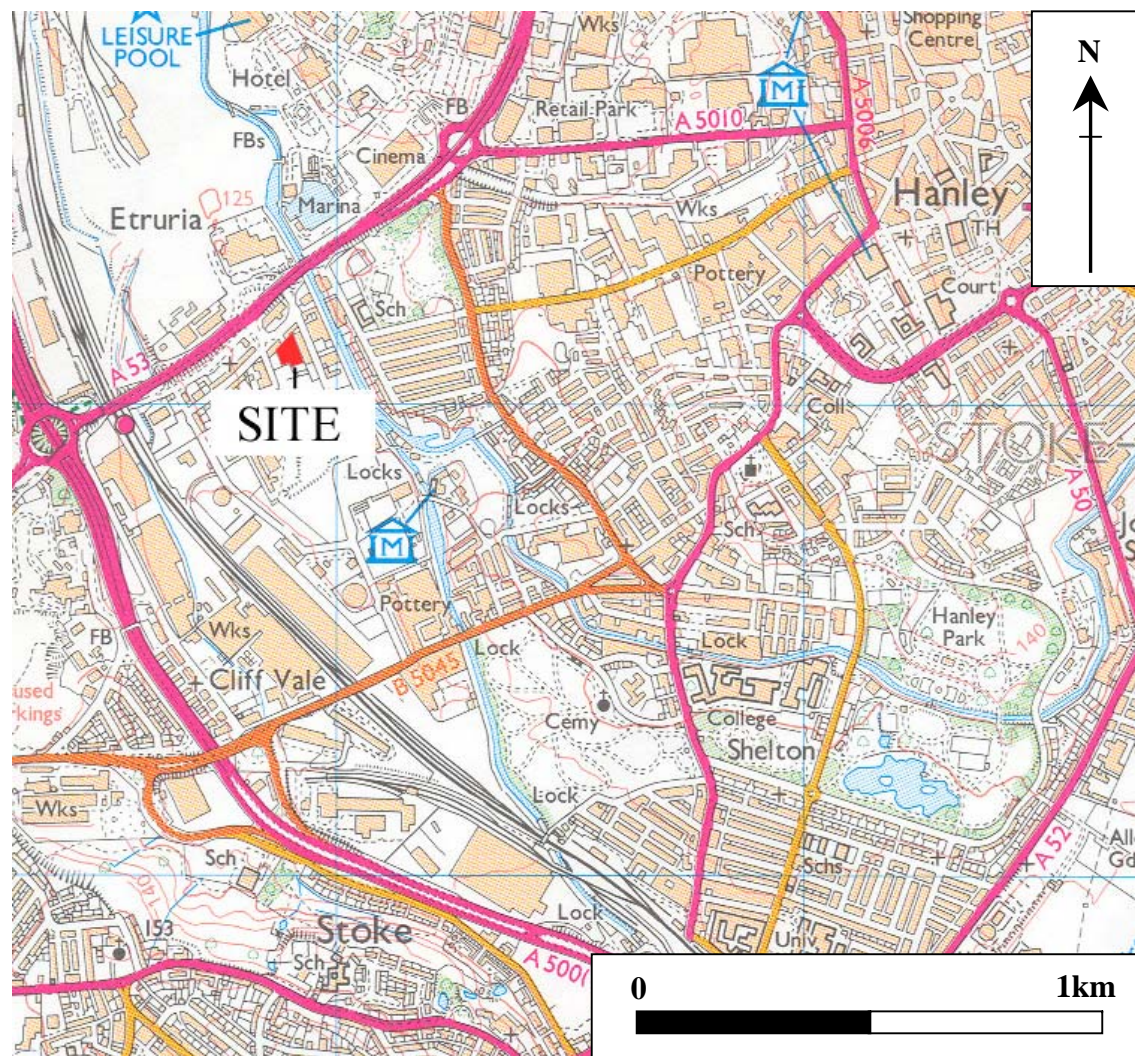 LEISURE
POOL
Wks
Shopping
Centre
N
Hotel
FB
Retail Park
M
A 5010
A 5006
FBs
Cinema
125
Marina
Etruria
Wks
Hanley
TH
Sch
Pottery
Court
A 53
SITE
Coll
STOKE-
A 50
Locks
Locks
Sch
M
Pottery
Hanley
Park
140
FB
Wks
Lock
Lock
Cliff Vale
B 5045
Cemy
College
Shelton
Wks
Lock
Sch
Schs
A 52
140
153
Stoke
Lock
Univ
Sch
A 500
0
1km